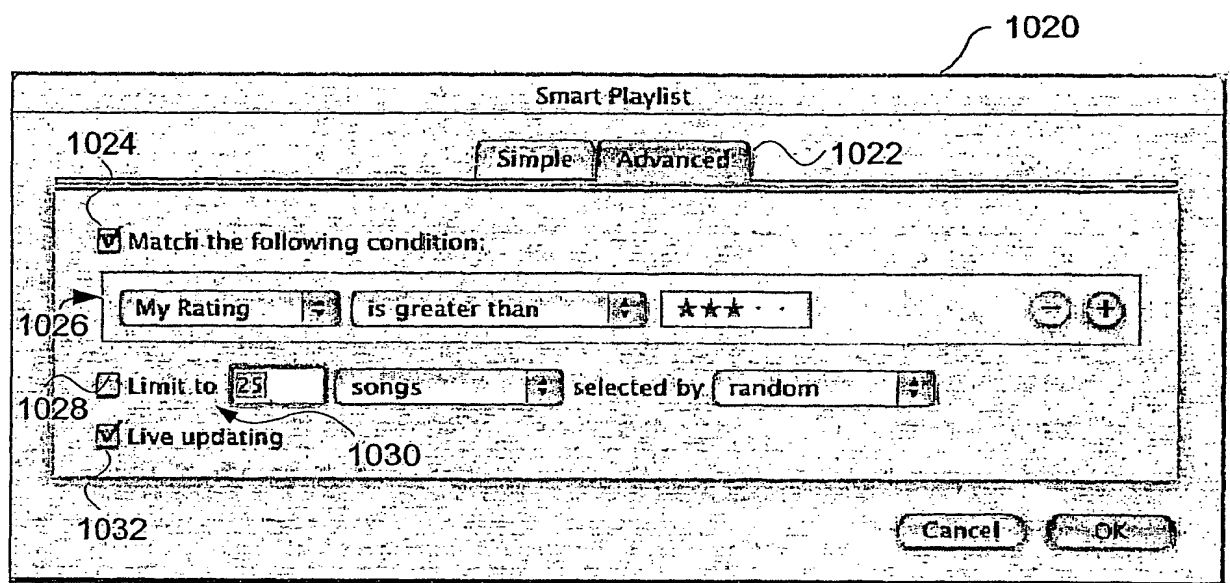 1020
Smart Playlist
1024
Simple Advanced 1022
Match the following condition:
1026 My Rating is greater than ★★★ · · − +
1028 Limit to 25 songs selected by random
Live updating 1030
1032
Cancel OK